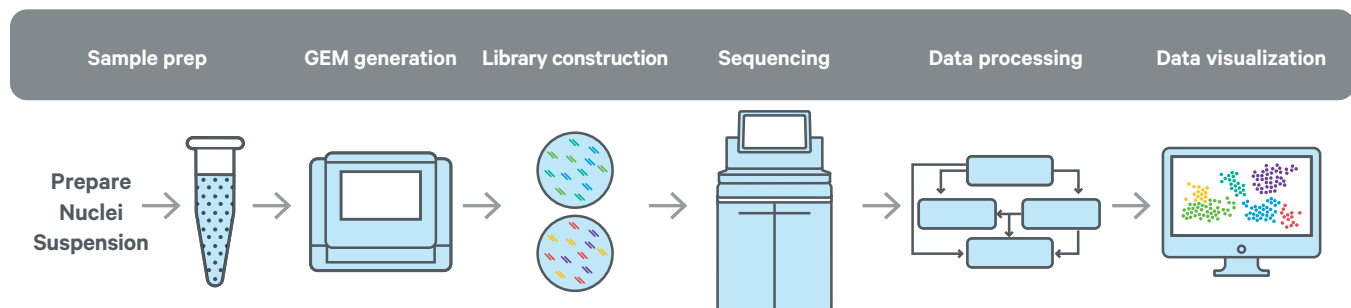 Sample prep
GEM generation
Library construction
Sequencing
Data processing
Data visualization
Prepare
Nuclei
Suspension